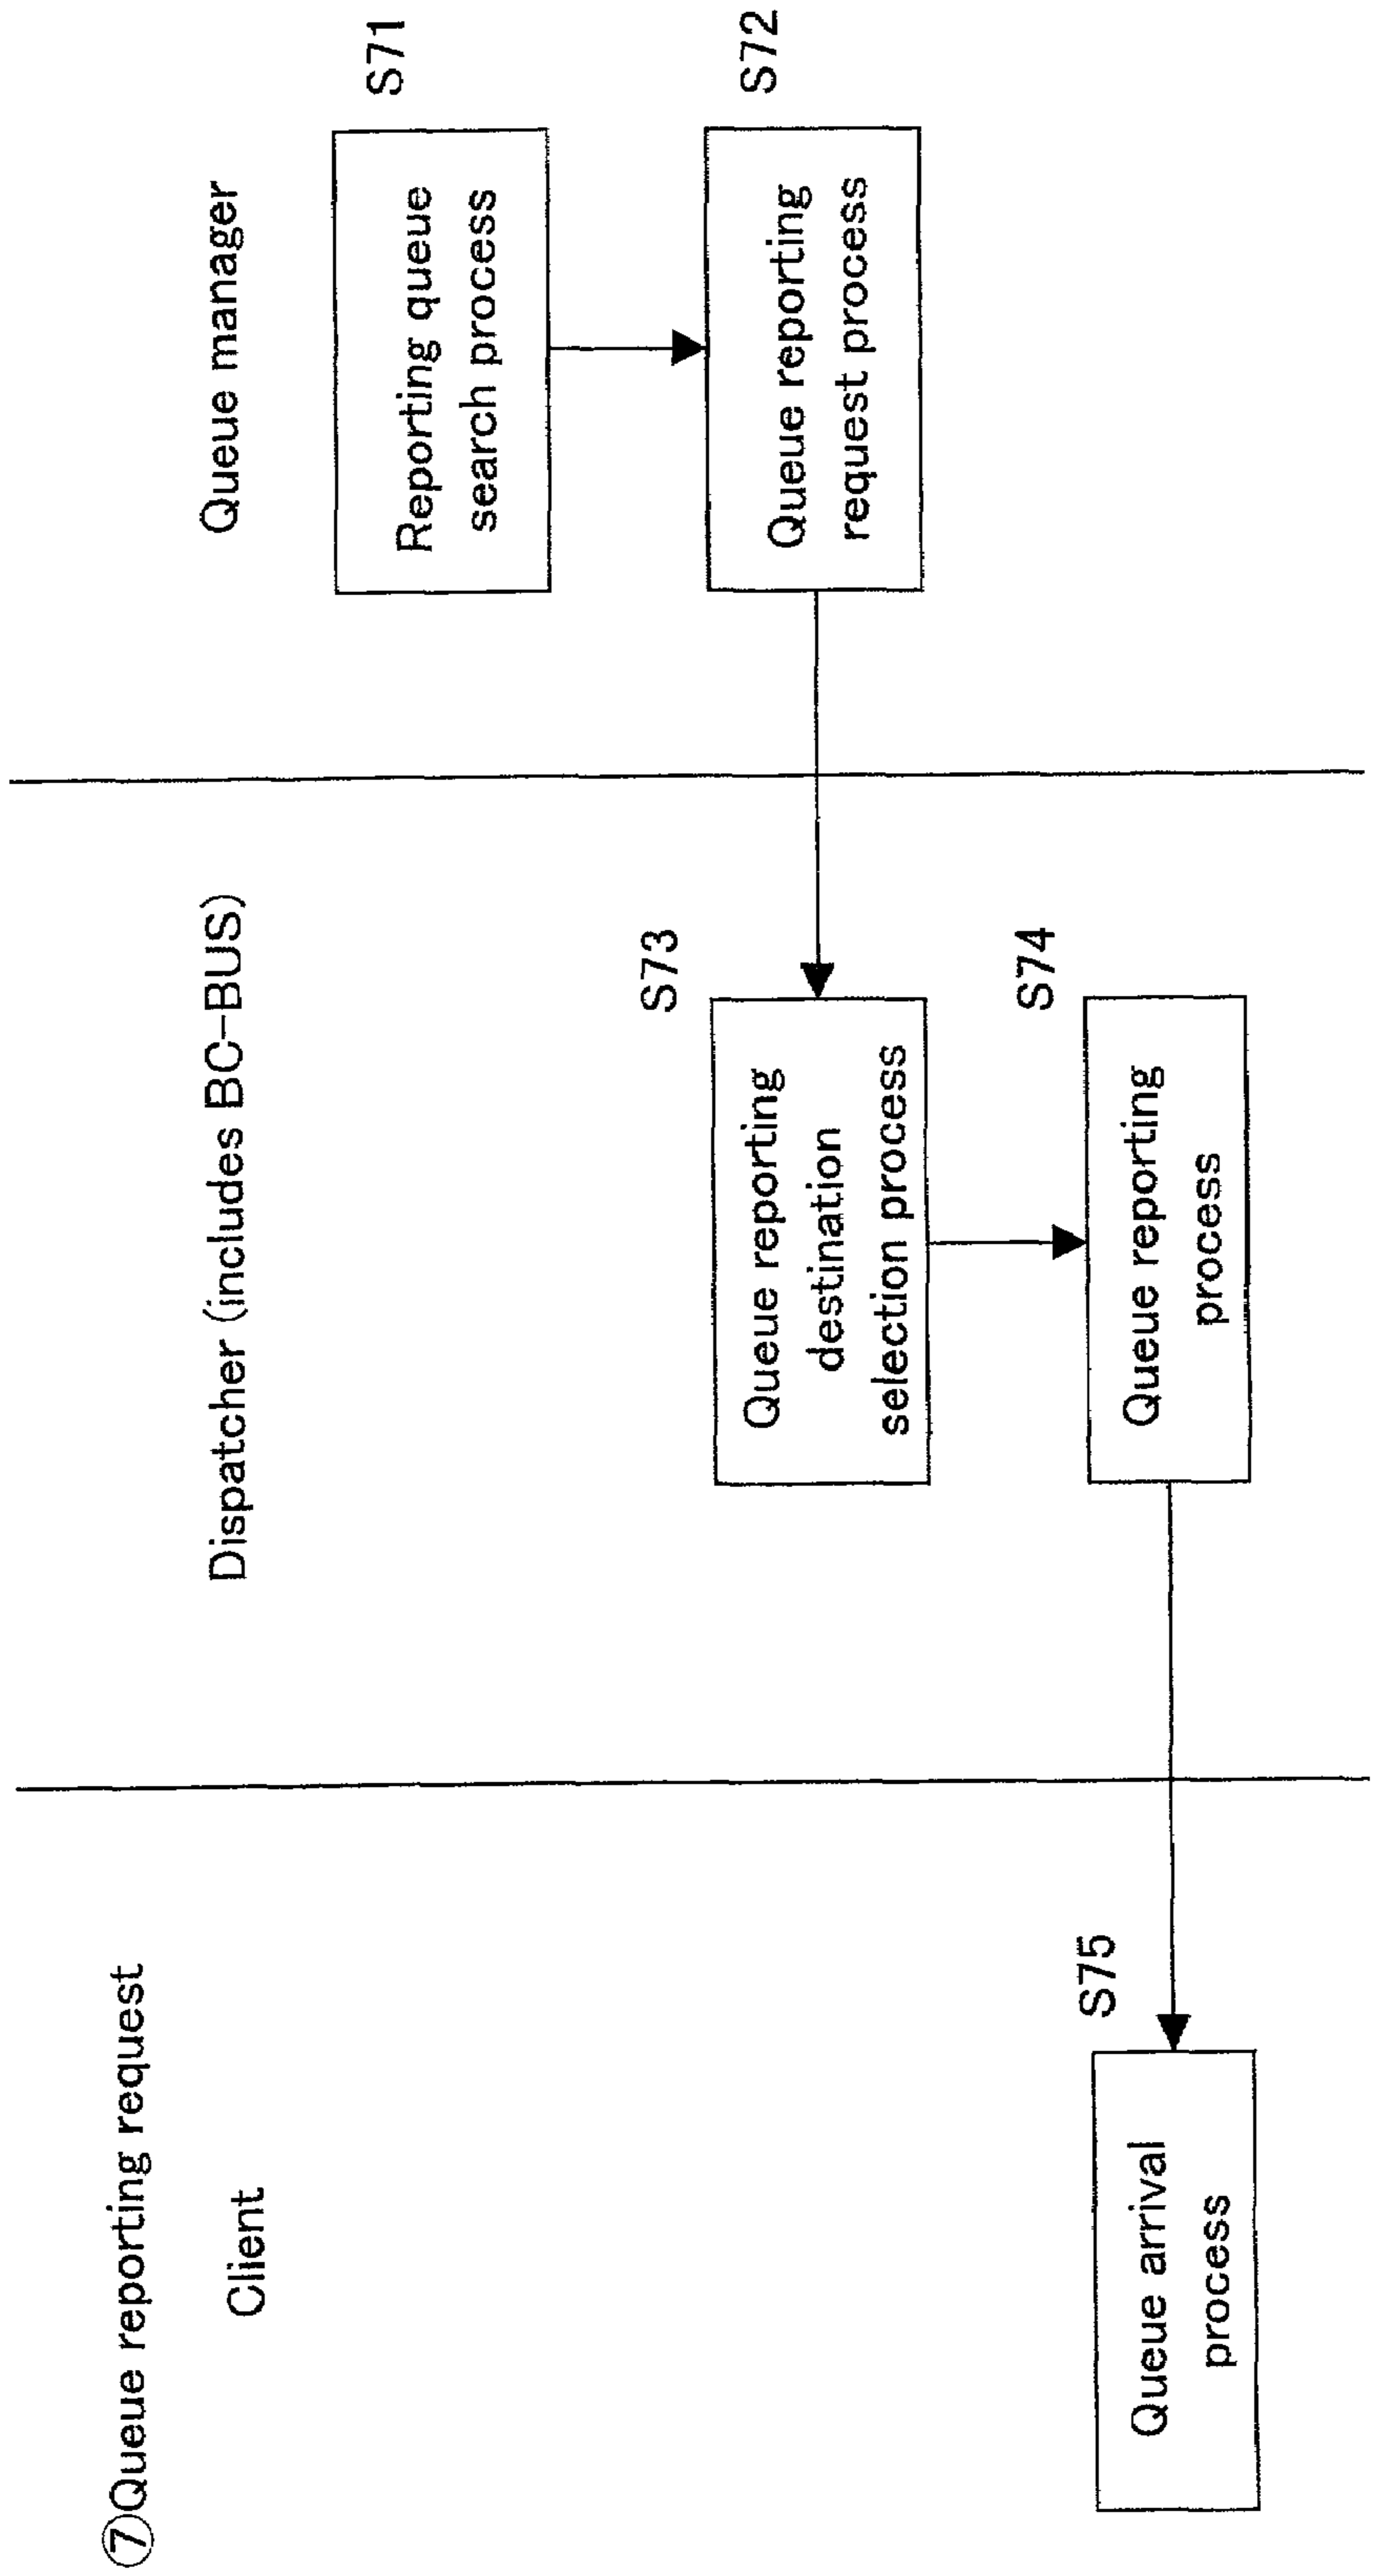 ⑦Queue reporting request
Client
Dispatcher (includes BC-BUS)
Queue manager
S71
Reporting queue
search process
S72
Queue reporting
request process
S73
Queue reporting
destination
selection process
S74
Queue reporting
process
S75
Queue arrival
process